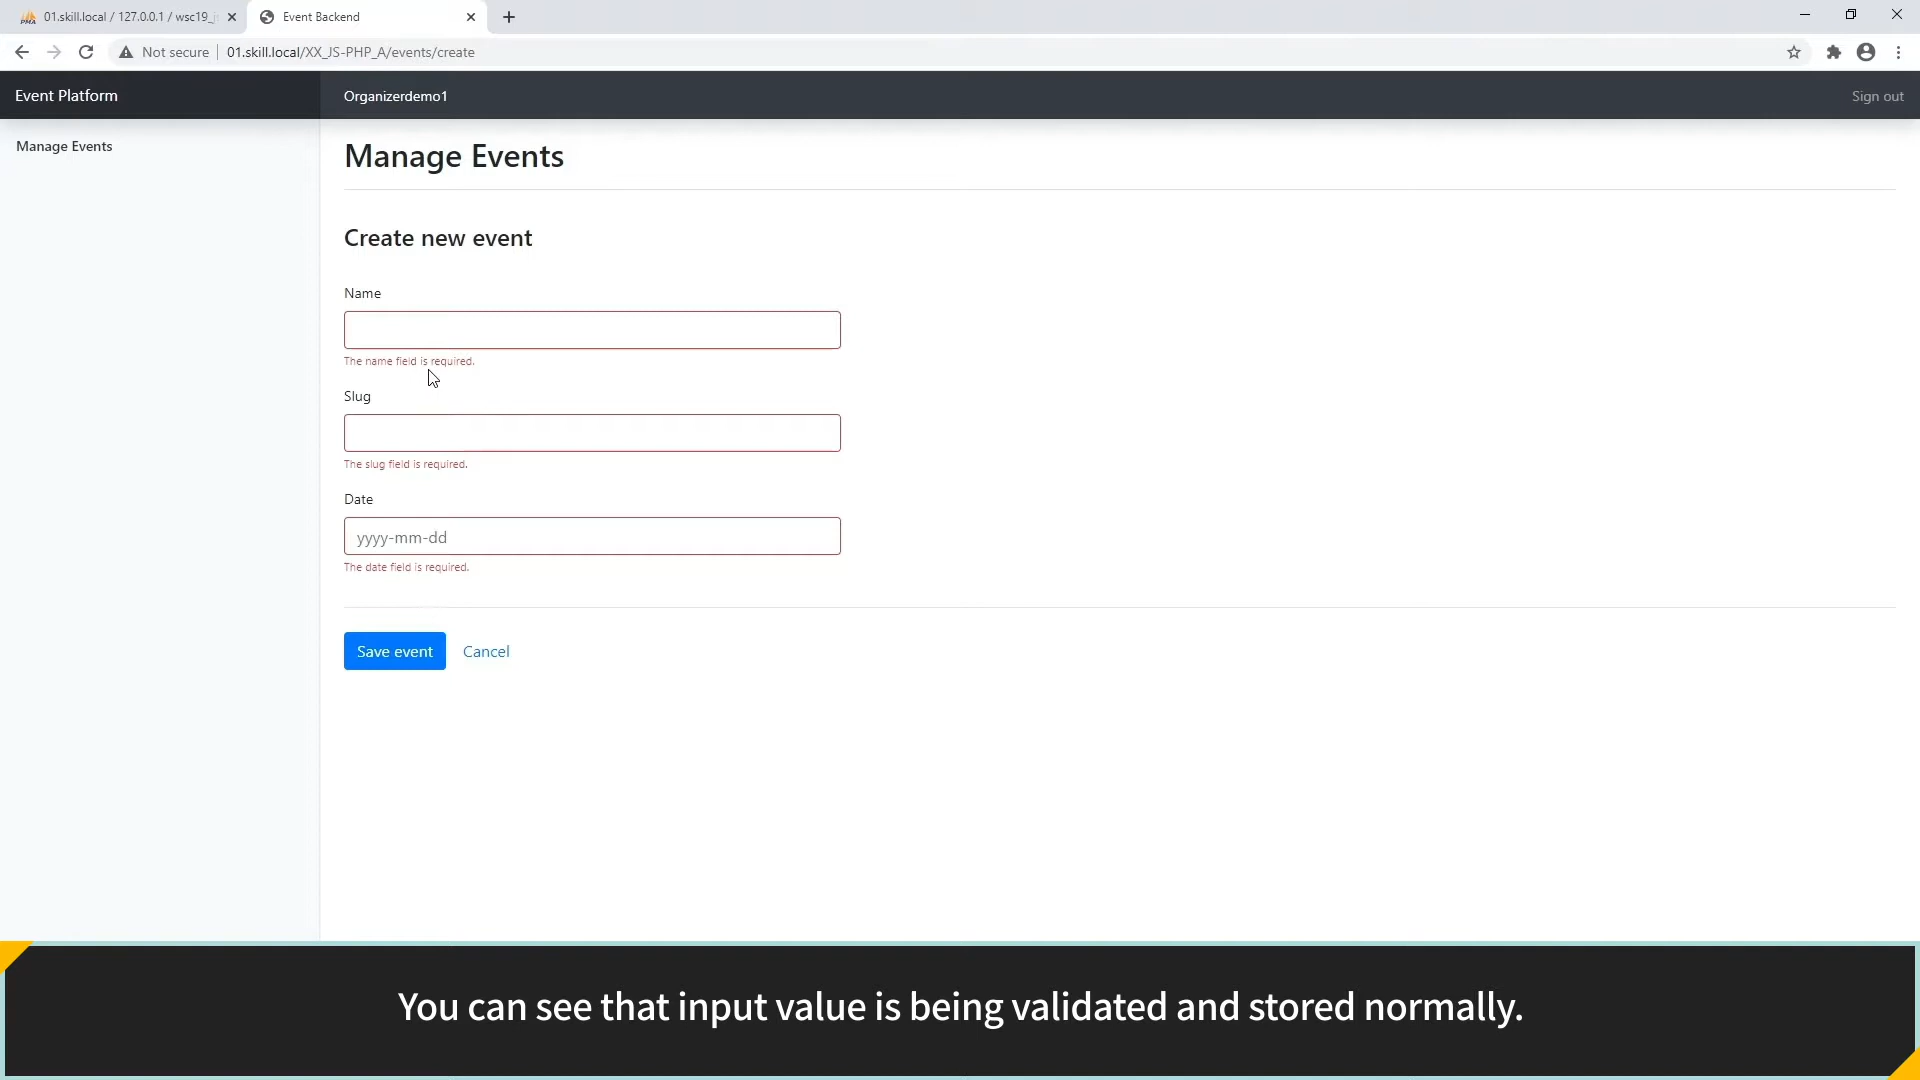 01.skill.local / 127.0.0.1 / wsc19_j
Event Backend
Not secure
01.skill.local/XX_JS-PHP_A/events/create
Event Platform
Organizerdemo1
Sign out
Manage Events
Manage Events
Create new event
Name
The name field is required.
Slug
The slug field is required.
Date
yyyy-mm-dd
The date field is required.
Save event
Cancel
You can see that input value is being validated and stored normally.